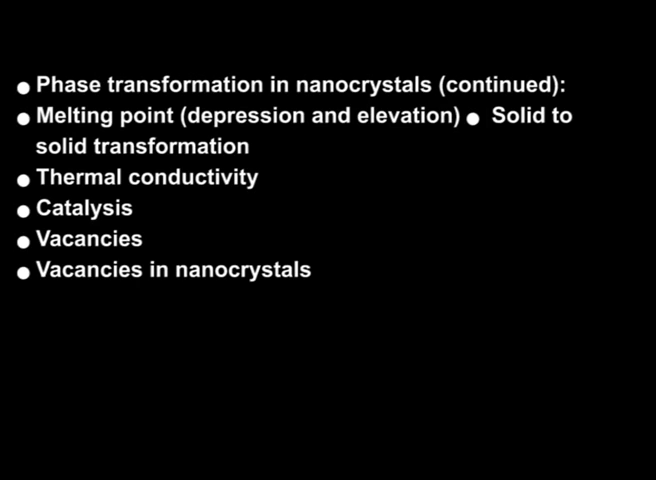 ● Phase transformation in nanocrystals (continued):
● Melting point (depression and elevation) ● Solid to
solid transformation
● Thermal conductivity
● Catalysis
● Vacancies
● Vacancies in nanocrystals